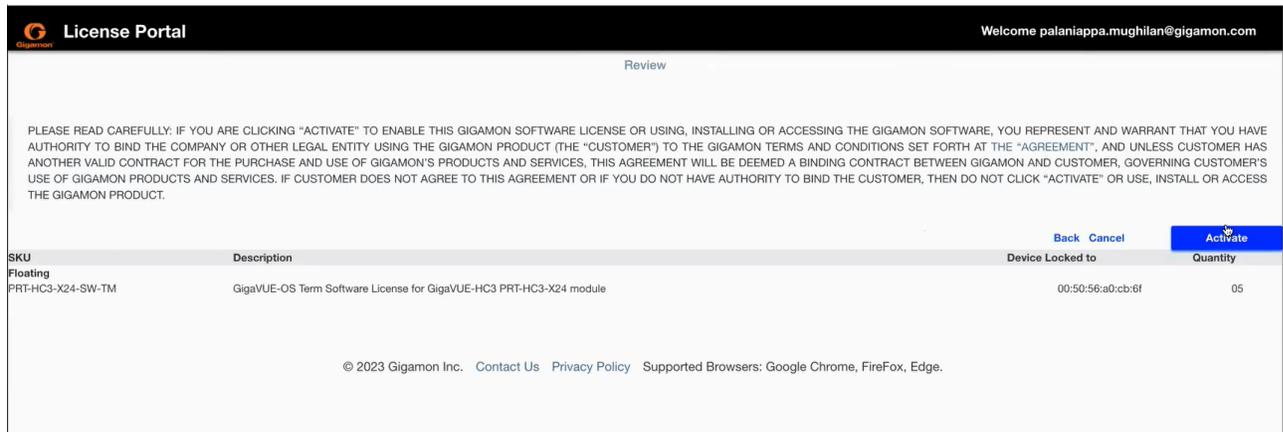 Gigamon
License Portal
Welcome palaniappa.mughilan@gigamon.com
Review
PLEASE READ CAREFULLY: IF YOU ARE CLICKING “ACTIVATE” TO ENABLE THIS GIGAMON SOFTWARE LICENSE OR USING, INSTALLING OR ACCESSING THE GIGAMON SOFTWARE, YOU REPRESENT AND WARRANT THAT YOU HAVE
AUTHORITY TO BIND THE COMPANY OR OTHER LEGAL ENTITY USING THE GIGAMON PRODUCT (THE “CUSTOMER”) TO THE GIGAMON TERMS AND CONDITIONS SET FORTH AT THE “AGREEMENT”, AND UNLESS CUSTOMER HAS
ANOTHER VALID CONTRACT FOR THE PURCHASE AND USE OF GIGAMON’S PRODUCTS AND SERVICES, THIS AGREEMENT WILL BE DEEMED A BINDING CONTRACT BETWEEN GIGAMON AND CUSTOMER, GOVERNING CUSTOMER’S
USE OF GIGAMON PRODUCTS AND SERVICES. IF CUSTOMER DOES NOT AGREE TO THIS AGREEMENT OR IF YOU DO NOT HAVE AUTHORITY TO BIND THE CUSTOMER, THEN DO NOT CLICK “ACTIVATE” OR USE, INSTALL OR ACCESS
THE GIGAMON PRODUCT.
Back Cancel Activate
SKU Description Device Locked to Quantity
Floating
PRT-HC3-X24-SW-TM GigaVUE-OS Term Software License for GigaVUE-HC3 PRT-HC3-X24 module 00:50:56:a0:cb:6f 05
© 2023 Gigamon Inc. Contact Us Privacy Policy Supported Browsers: Google Chrome, FireFox, Edge.